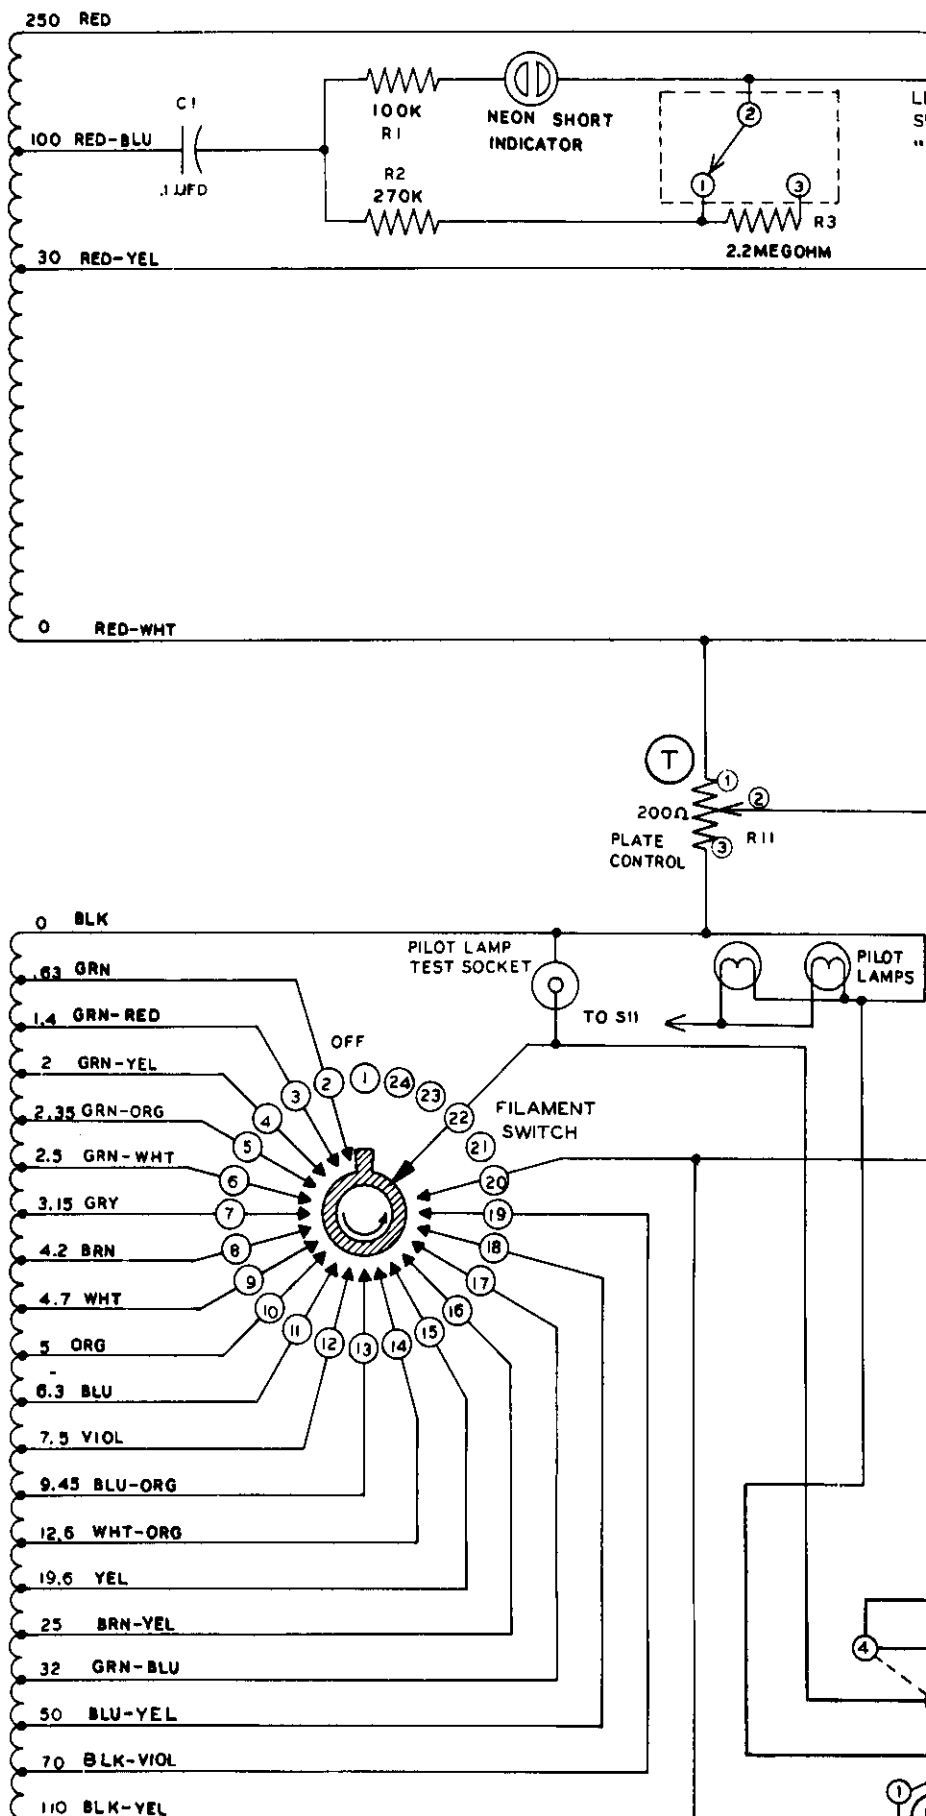 250 RED
C1
100K
R1
NEON SHORT
INDICATOR
2
100 RED-BLU
.1 UFD
R2
270K
1
3
R3
2.2 MEGOHM
30 RED-YEL
0 RED-WHT
T
1
2
200Ω
R11
3
PLATE
CONTROL
0 BLK
PILOT LAMP
TEST SOCKET
PILOT
LAMPS
.63 GRN
TO S11
1.4 GRN-RED
OFF
2 GRN-YEL
2.35 GRN-ORG
2.5 GRN-WHT
3.15 GRY
4.2 BRN
4.7 WHT
5 ORG
6.3 BLU
7.5 VIOL
9.45 BLU-ORG
12.6 WHT-ORG
19.6 YEL
25 BRN-YEL
32 GRN-BLU
50 BLU-YEL
70 BLK-VIOL
110 BLK-YEL
FILAMENT
SWITCH
1
2
3
4
5
6
7
8
9
10
11
12
13
14
15
16
17
18
19
20
21
22
23
24
4
1